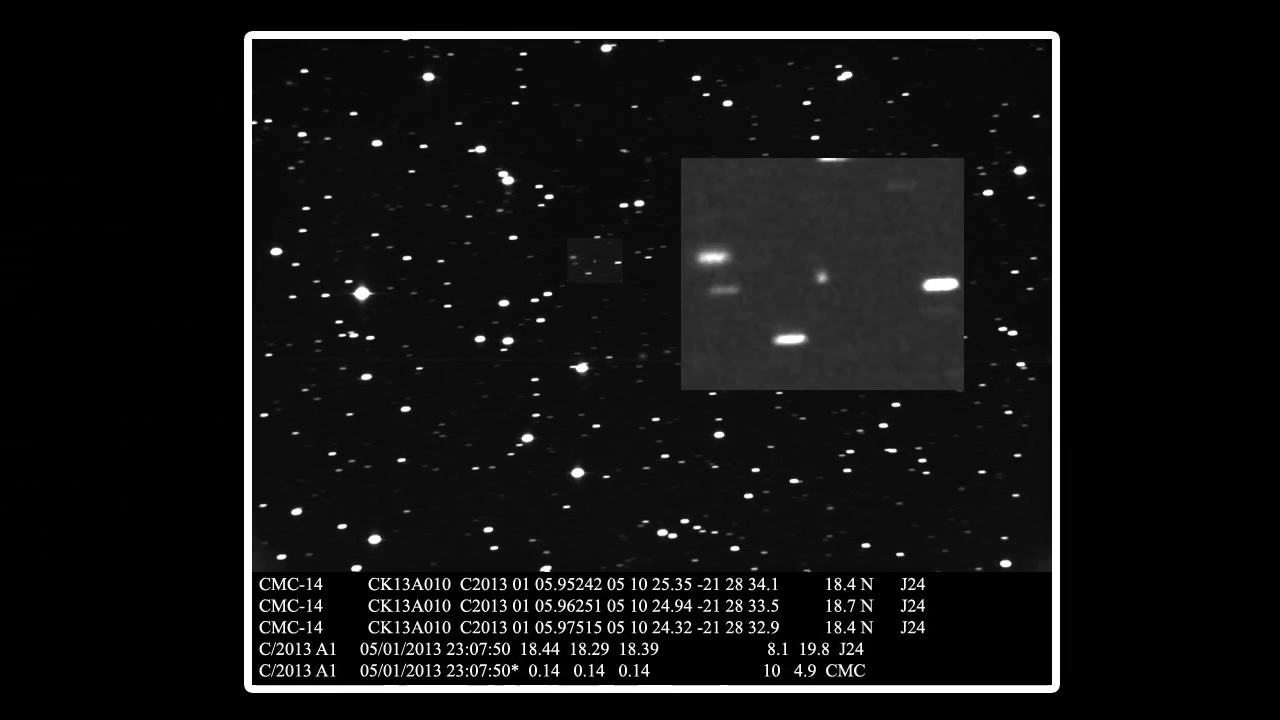 CMC-14 CK13A010 C2013 01 05.95242 05 10 25.35 -21 28 34.1 18.4 N J24
CMC-14 CK13A010 C2013 01 05.96251 05 10 24.94 -21 28 33.5 18.7 N J24
CMC-14 CK13A010 C2013 01 05.97515 05 10 24.32 -21 28 32.9 18.4 N J24
C/2013 A1 05/01/2013 23:07:50 18.44 18.29 18.39 8.1 19.8 J24
C/2013 A1 05/01/2013 23:07:50* 0.14 0.14 0.14 10 4.9 CMC